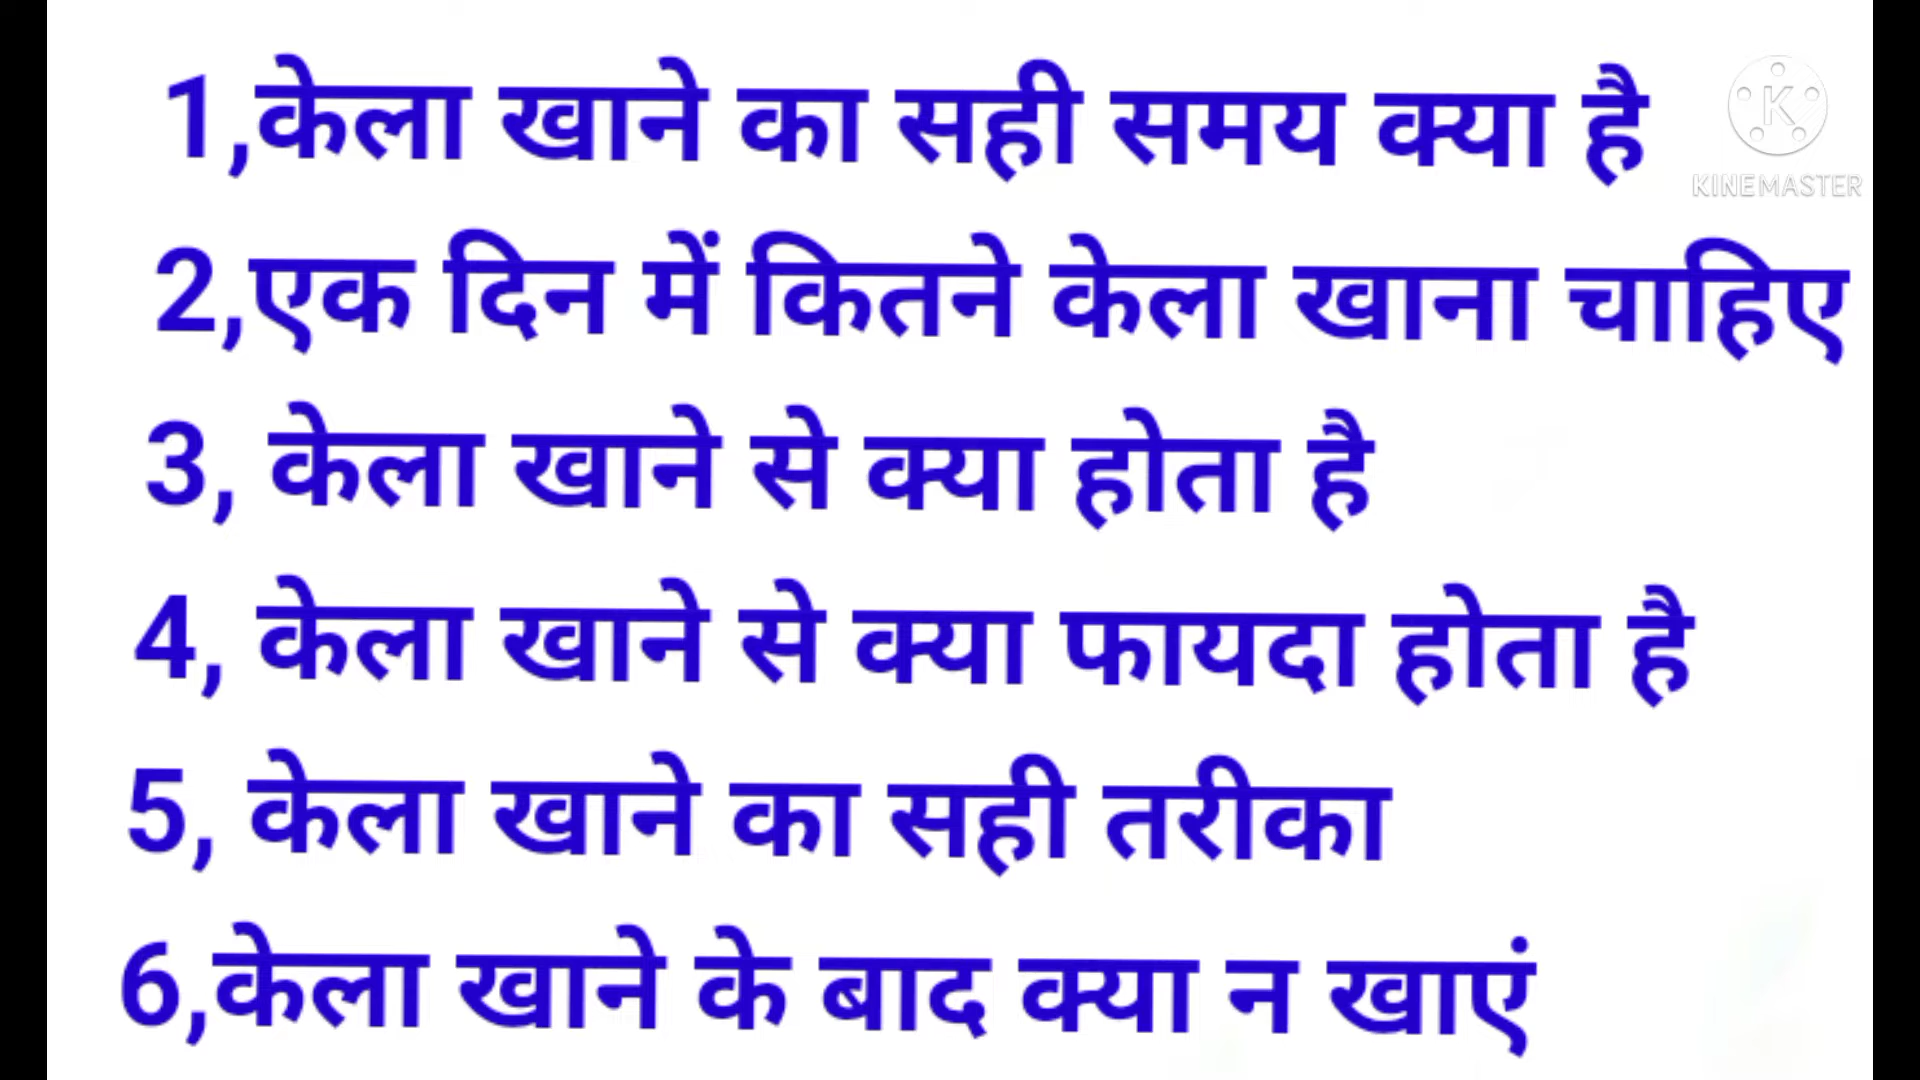 1,केला खाने का सही समय क्या है
KINEMASTER
2,एक दिन में कितने केला खाना चाहिए
3, केला खाने से क्या होता है
4, केला खाने से क्या फायदा होता है
5, केला खाने का सही तरीका
6,केला खाने के बाद क्या न खाएं